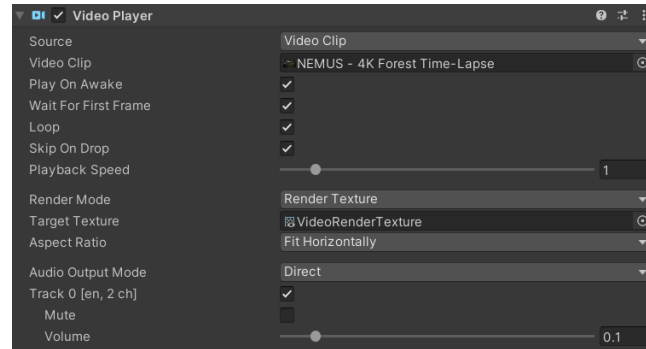 Video Player
Source Video Clip
Video Clip NEMUS - 4K Forest Time-Lapse
Play On Awake
Wait For First Frame
Loop
Skip On Drop
Playback Speed 1
Render Mode Render Texture
Target Texture VideoRenderTexture
Aspect Ratio Fit Horizontally
Audio Output Mode Direct
Track 0 [en, 2 ch]
Mute
Volume 0.1